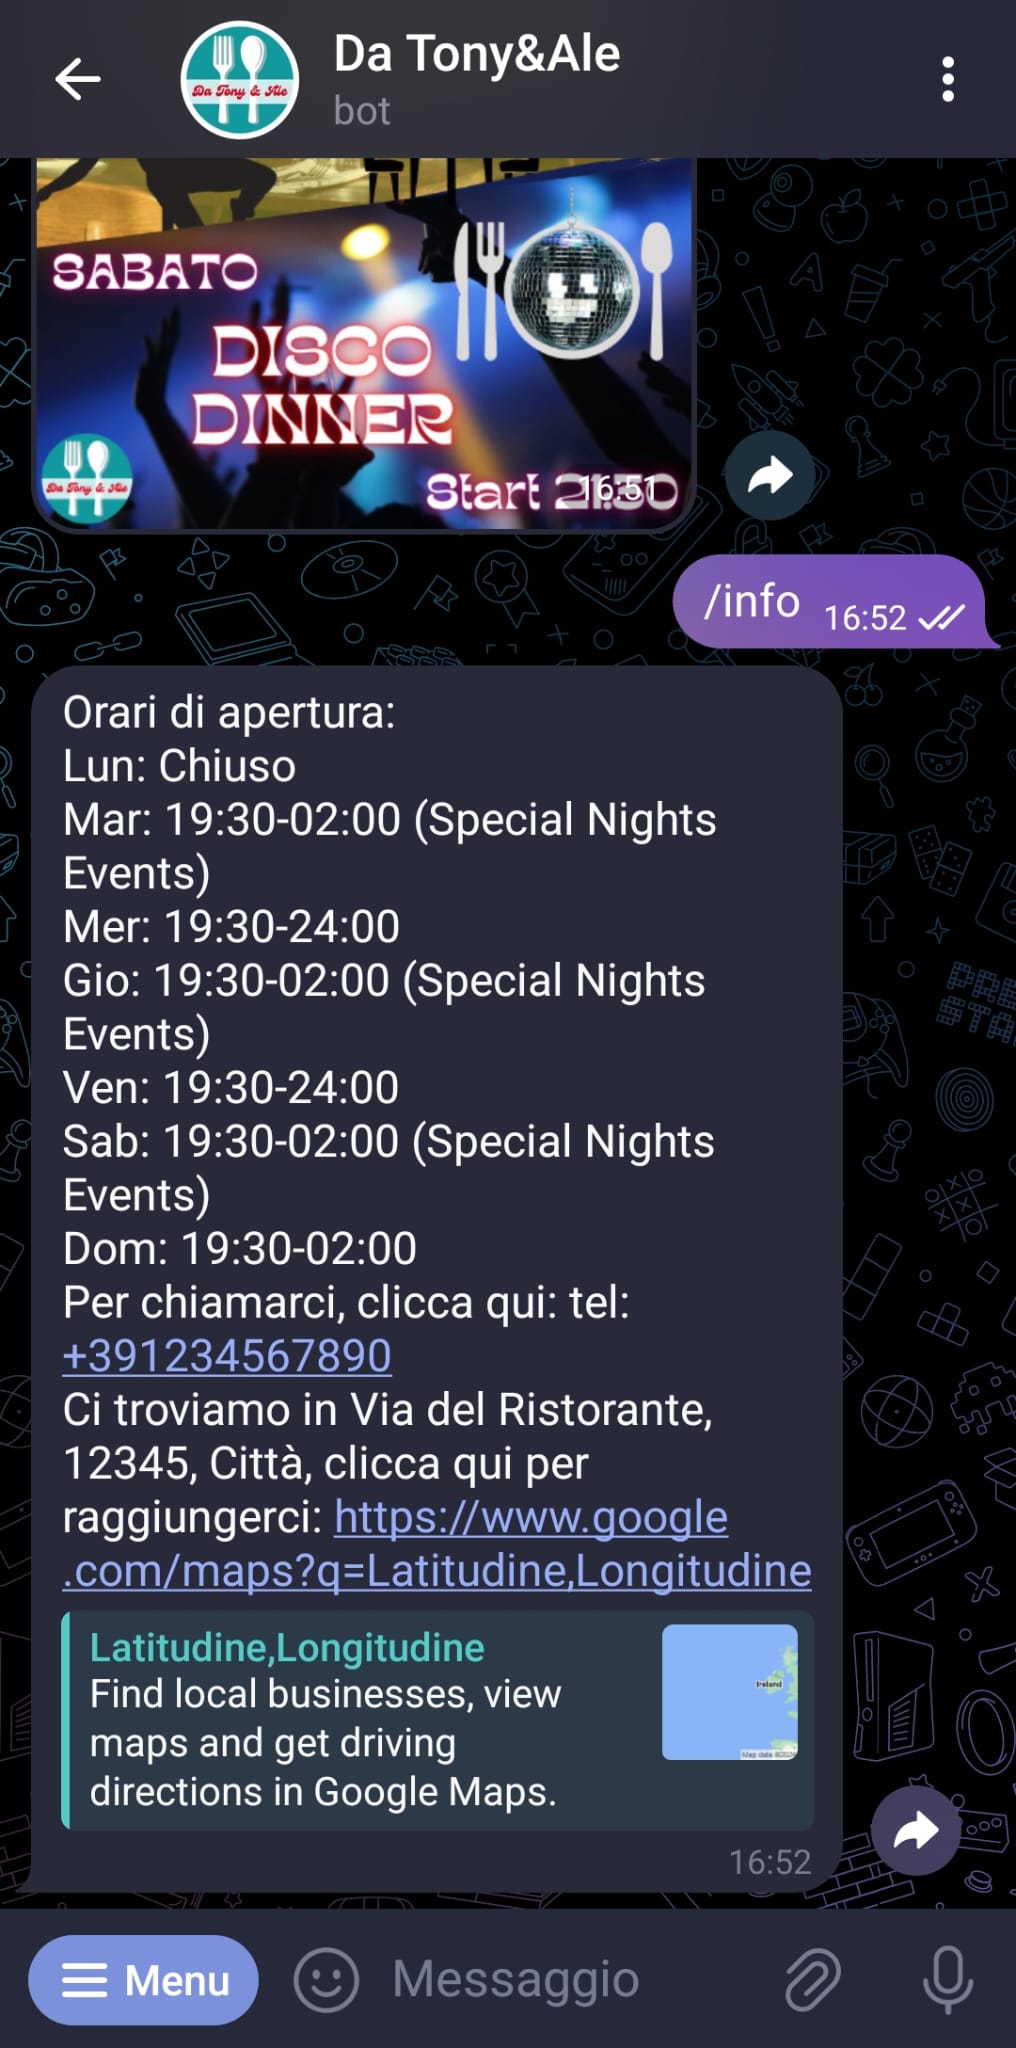 Da Tony&Ale
bot
Da Tony & Ale
SABATO
DISCO
DINNER
Start 21:30
16:51
Da Tony & Ale
/info
16:52
Orari di apertura:
Lun: Chiuso
Mar: 19:30-02:00 (Special Nights
Events)
Mer: 19:30-24:00
Gio: 19:30-02:00 (Special Nights
Events)
Ven: 19:30-24:00
Sab: 19:30-02:00 (Special Nights
Events)
Dom: 19:30-02:00
Per chiamarci, clicca qui: tel:
+391234567890
Ci troviamo in Via del Ristorante,
12345, Città, clicca qui per
raggiungerci: https://www.google
.com/maps?q=Latitudine,Longitudine
Latitudine,Longitudine
Find local businesses, view
maps and get driving
directions in Google Maps.
Ireland
16:52
Menu
Messaggio